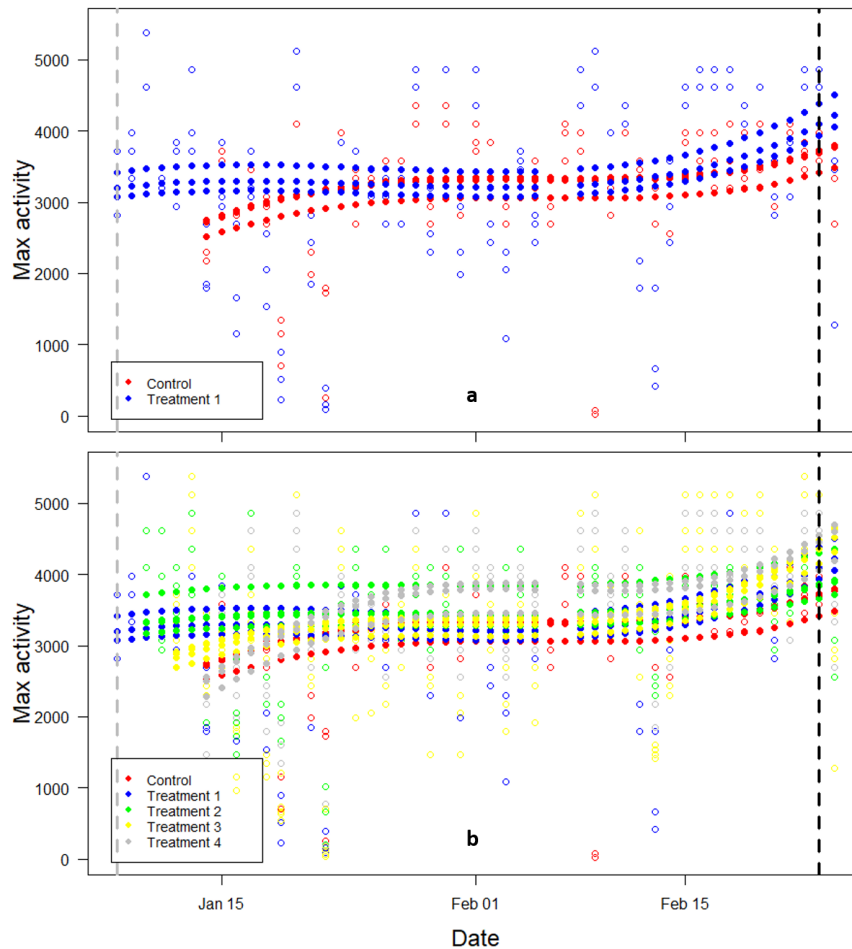 Max activity
5000
4000
3000
2000
1000
0
Control
Treatment 1
a
Max activity
5000
4000
3000
2000
1000
0
Control
Treatment 1
Treatment 2
Treatment 3
Treatment 4
b
Jan 15 Feb 01 Feb 15
Date